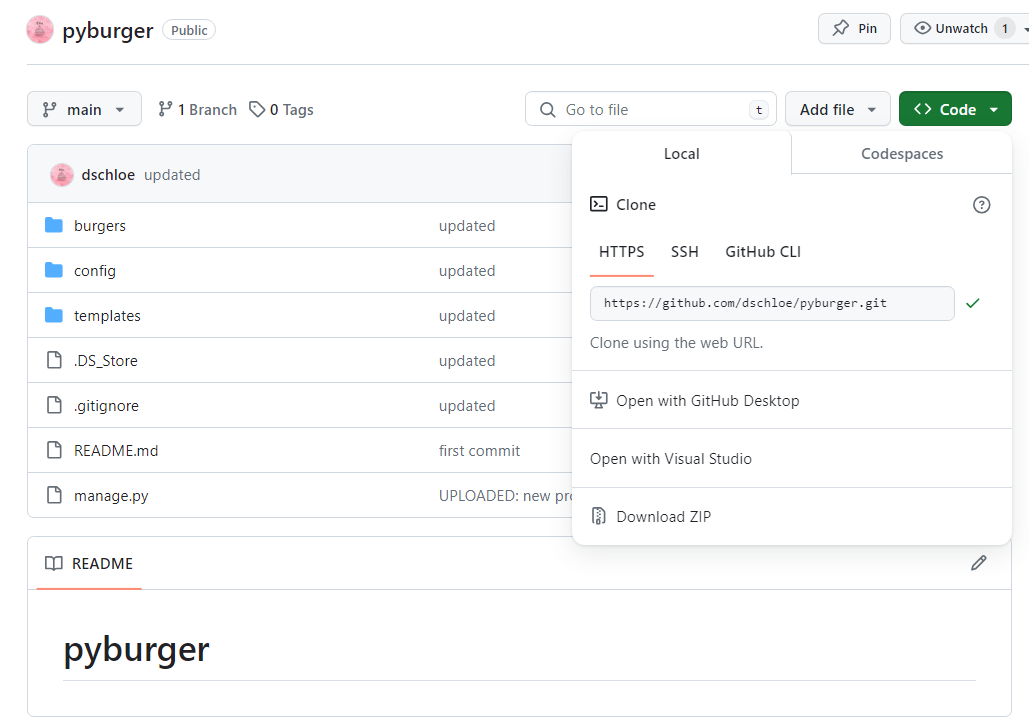 pyburger Public Pin Unwatch 1
main 1 Branch 0 Tags Go to file t Add file Code
dschloe updated
Local Codespaces
burgers updated
Clone
config updated
HTTPS SSH GitHub CLI
templates updated
https://github.com/dschloe/pyburger.git
Clone using the web URL.
.DS_Store updated
.gitignore updated
Open with GitHub Desktop
README.md first commit
Open with Visual Studio
manage.py UPLOADED: new
Download ZIP
README
pyburger